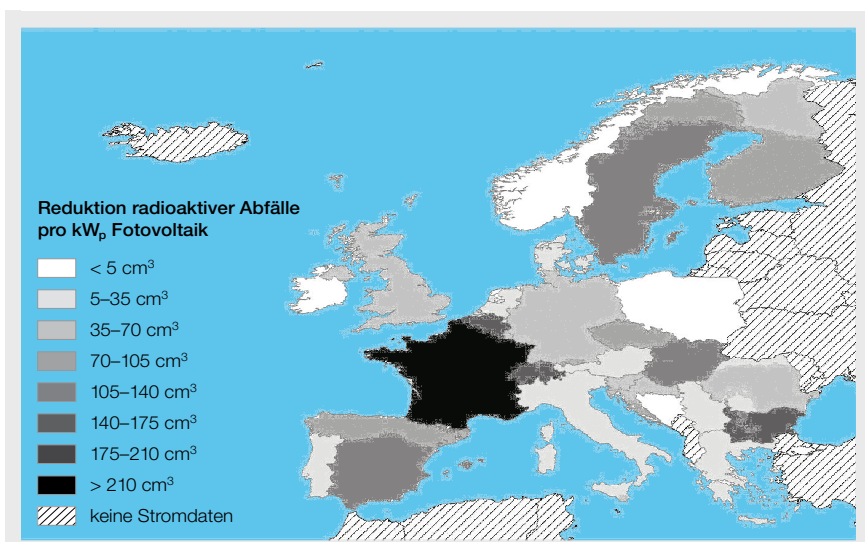 Reduktion radioaktiver Abfälle
pro kWp Fotovoltaik
< 5 cm³
5–35 cm³
35–70 cm³
70–105 cm³
105–140 cm³
140–175 cm³
175–210 cm³
> 210 cm³
keine Stromdaten